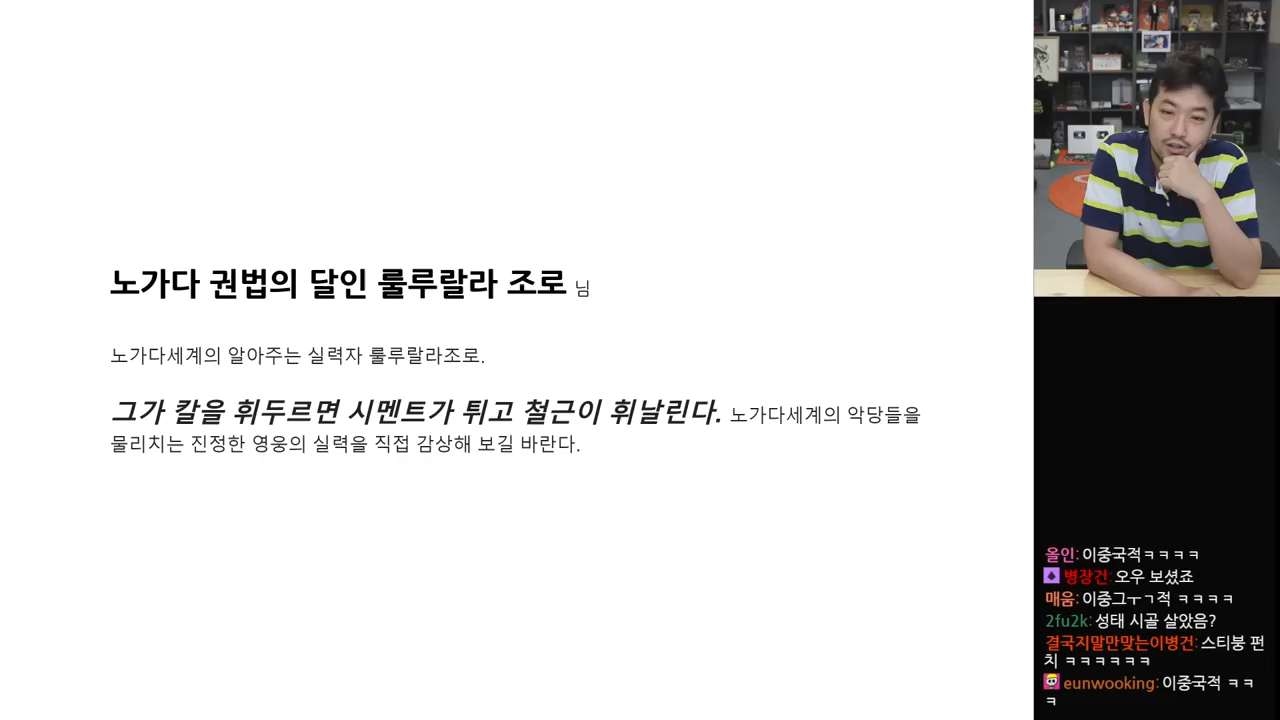 노가다 권법의 달인 룰루랄라 조로 님
노가다세계의 알아주는 실력자 룰루랄라조로.
그가 칼을 휘두르면 시멘트가 튀고 철근이 휘날린다. 노가다세계의 악당들을
물리치는 진정한 영웅의 실력을 직접 감상해 보길 바란다.
올인: 이중국적ㅋㅋㅋㅋ
병장건: 오우 보셨죠
매움: 이중그ㅜㄱ적 ㅋㅋㅋㅋ
2fu2k: 성태 시골 살았음?
결국지말만맞는이병건: 스티붕 펀
치 ㅋㅋㅋㅋㅋㅋ
eunwooking: 이중국적 ㅋㅋ
ㅋ